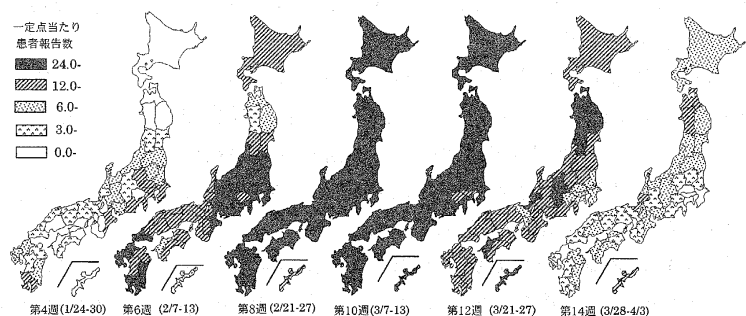 一定点当たり
患者報告数
24.0-
12.0-
6.0-
3.0-
0.0-
第4週(1/24-30)
第6週 (2/7-13)
第8週(2/21-27)
第10週(3/7-13)
第12週(3/21-27)
第14週(3/28-4/3)